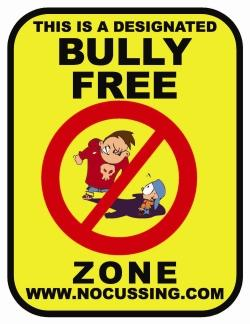 THIS IS A DESIGNATED
BULLY
FREE
ZONE
WWW.NOCUSSING.COM